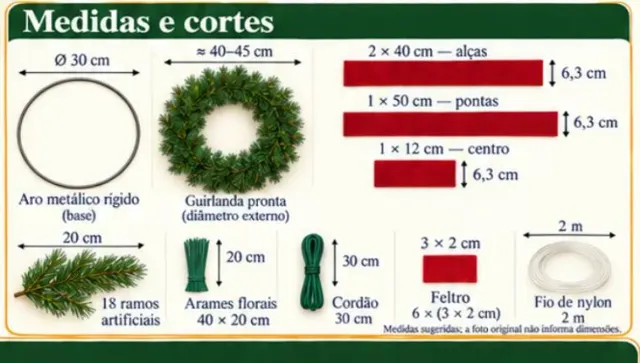 Medidas e cortes
Ø 30 cm
≈ 40–45 cm
2 × 40 cm — alças
6,3 cm
1 × 50 cm — pontas
6,3 cm
1 × 12 cm — centro
6,3 cm
Aro metálico rígido
(base)
Guirlanda pronta
(diâmetro externo)
20 cm
18 ramos
artificiais
20 cm
Arames florais
40 × 20 cm
30 cm
Cordão
30 cm
3 × 2 cm
Feltro
6 × (3 × 2 cm)
2 m
Fio de nylon
2 m
Medidas sugeridas; a foto original não informa dimensões.